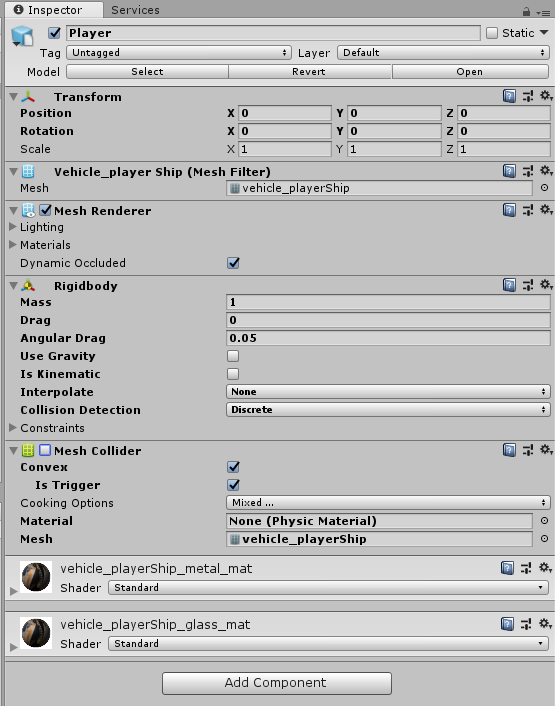 Inspector Services
Player Static
Tag Untagged Layer Default
Model Select Revert Open
Transform
Position X 0 Y 0 Z 0
Rotation X 0 Y 0 Z 0
Scale X 1 Y 1 Z 1
Vehicle_player Ship (Mesh Filter)
Mesh vehicle_playerShip
Mesh Renderer
Lighting
Materials
Dynamic Occluded
Rigidbody
Mass 1
Drag 0
Angular Drag 0.05
Use Gravity
Is Kinematic
Interpolate None
Collision Detection Discrete
Constraints
Mesh Collider
Convex
Is Trigger
Cooking Options Mixed ...
Material None (Physic Material)
Mesh vehicle_playerShip
vehicle_playerShip_metal_mat
Shader Standard
vehicle_playerShip_glass_mat
Shader Standard
Add Component